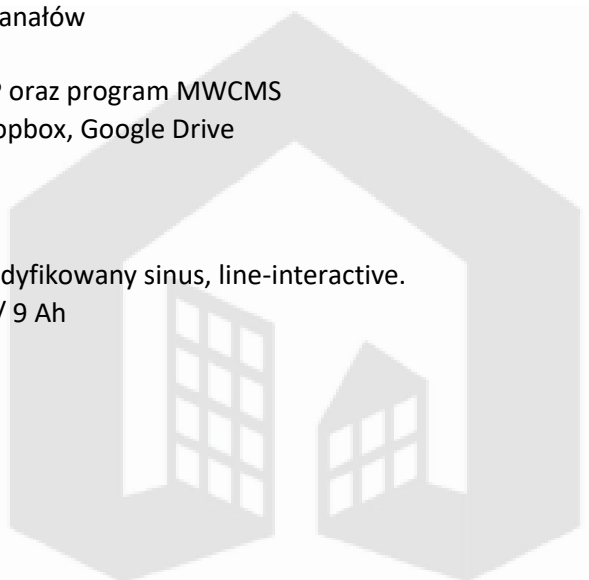 anałów
oraz program MWCMS
opbox, Google Drive
dyfikowany sinus, line-interactive.
/ 9 Ah